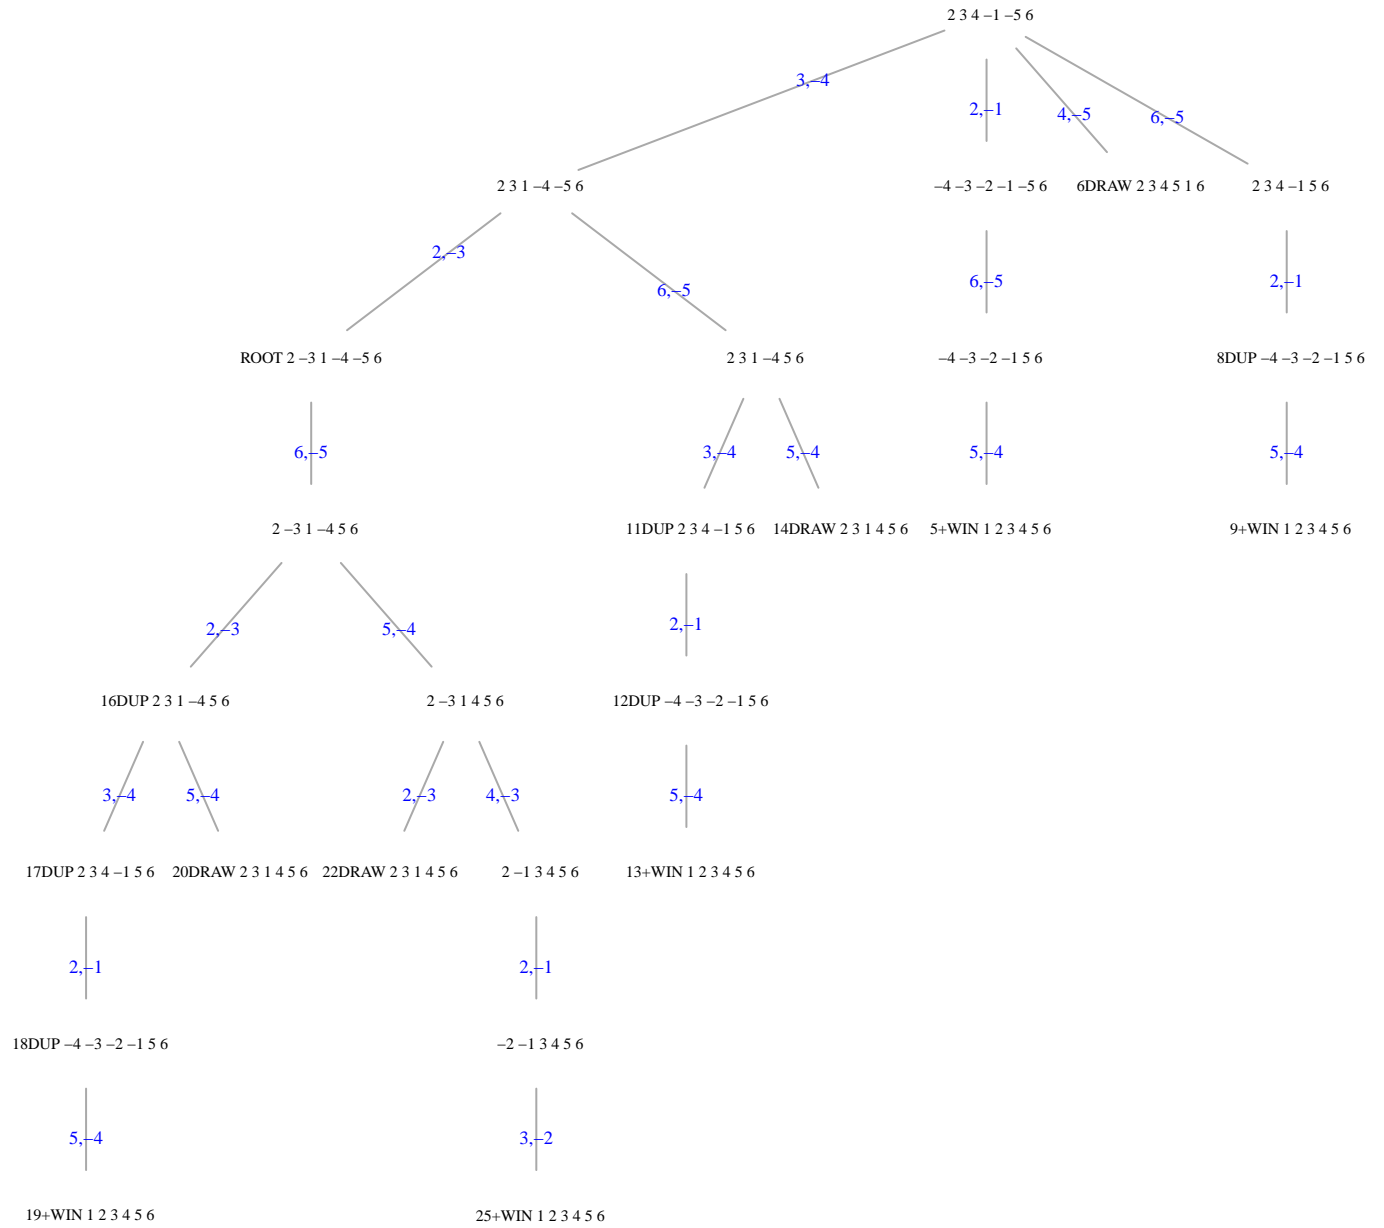 2 3 4 –1 –5 6
3,–4
2,–1
4,–5
6,–5
2 3 1 –4 –5 6
–4 –3 –2 –1 –5 6
6DRAW 2 3 4 5 1 6
2 3 4 –1 5 6
2,–3
6,–5
6,–5
2,–1
ROOT 2 –3 1 –4 –5 6
2 3 1 –4 5 6
–4 –3 –2 –1 5 6
8DUP –4 –3 –2 –1 5 6
6,–5
3,–4
5,–4
5,–4
5,–4
2 –3 1 –4 5 6
11DUP 2 3 4 –1 5 6
14DRAW 2 3 1 4 5 6
5+WIN 1 2 3 4 5 6
9+WIN 1 2 3 4 5 6
2,–3
5,–4
2,–1
16DUP 2 3 1 –4 5 6
2 –3 1 4 5 6
12DUP –4 –3 –2 –1 5 6
3,–4
5,–4
2,–3
4,–3
5,–4
17DUP 2 3 4 –1 5 6
20DRAW 2 3 1 4 5 6
22DRAW 2 3 1 4 5 6
2 –1 3 4 5 6
13+WIN 1 2 3 4 5 6
2,–1
2,–1
18DUP –4 –3 –2 –1 5 6
–2 –1 3 4 5 6
5,–4
3,–2
19+WIN 1 2 3 4 5 6
25+WIN 1 2 3 4 5 6